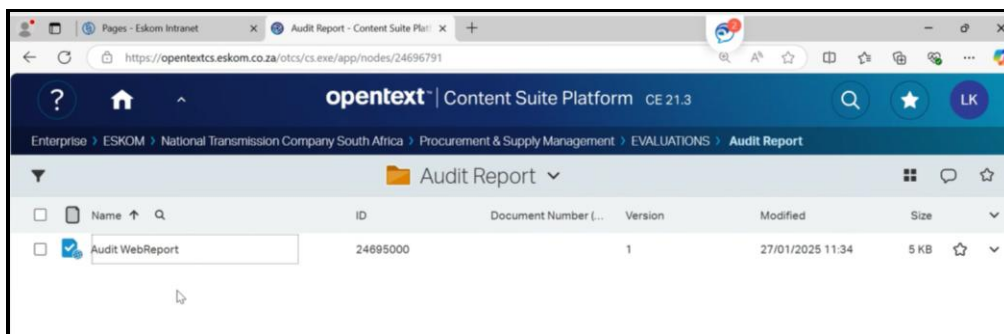 Pages - Eskom Intranet
Audit Report - Content Suite Plat
2
https://opentextcs.eskom.co.za/otcs/cs.exe/app/nodes/24696791
opentext™ | Content Suite Platform CE 21.3
LK
Enterprise > ESKOM > National Transmission Company South Africa > Procurement & Supply Management > EVALUATIONS > Audit Report
Audit Report
Name ID Document Number (... Version Modified Size
Audit WebReport 24695000 1 27/01/2025 11:34 5 KB